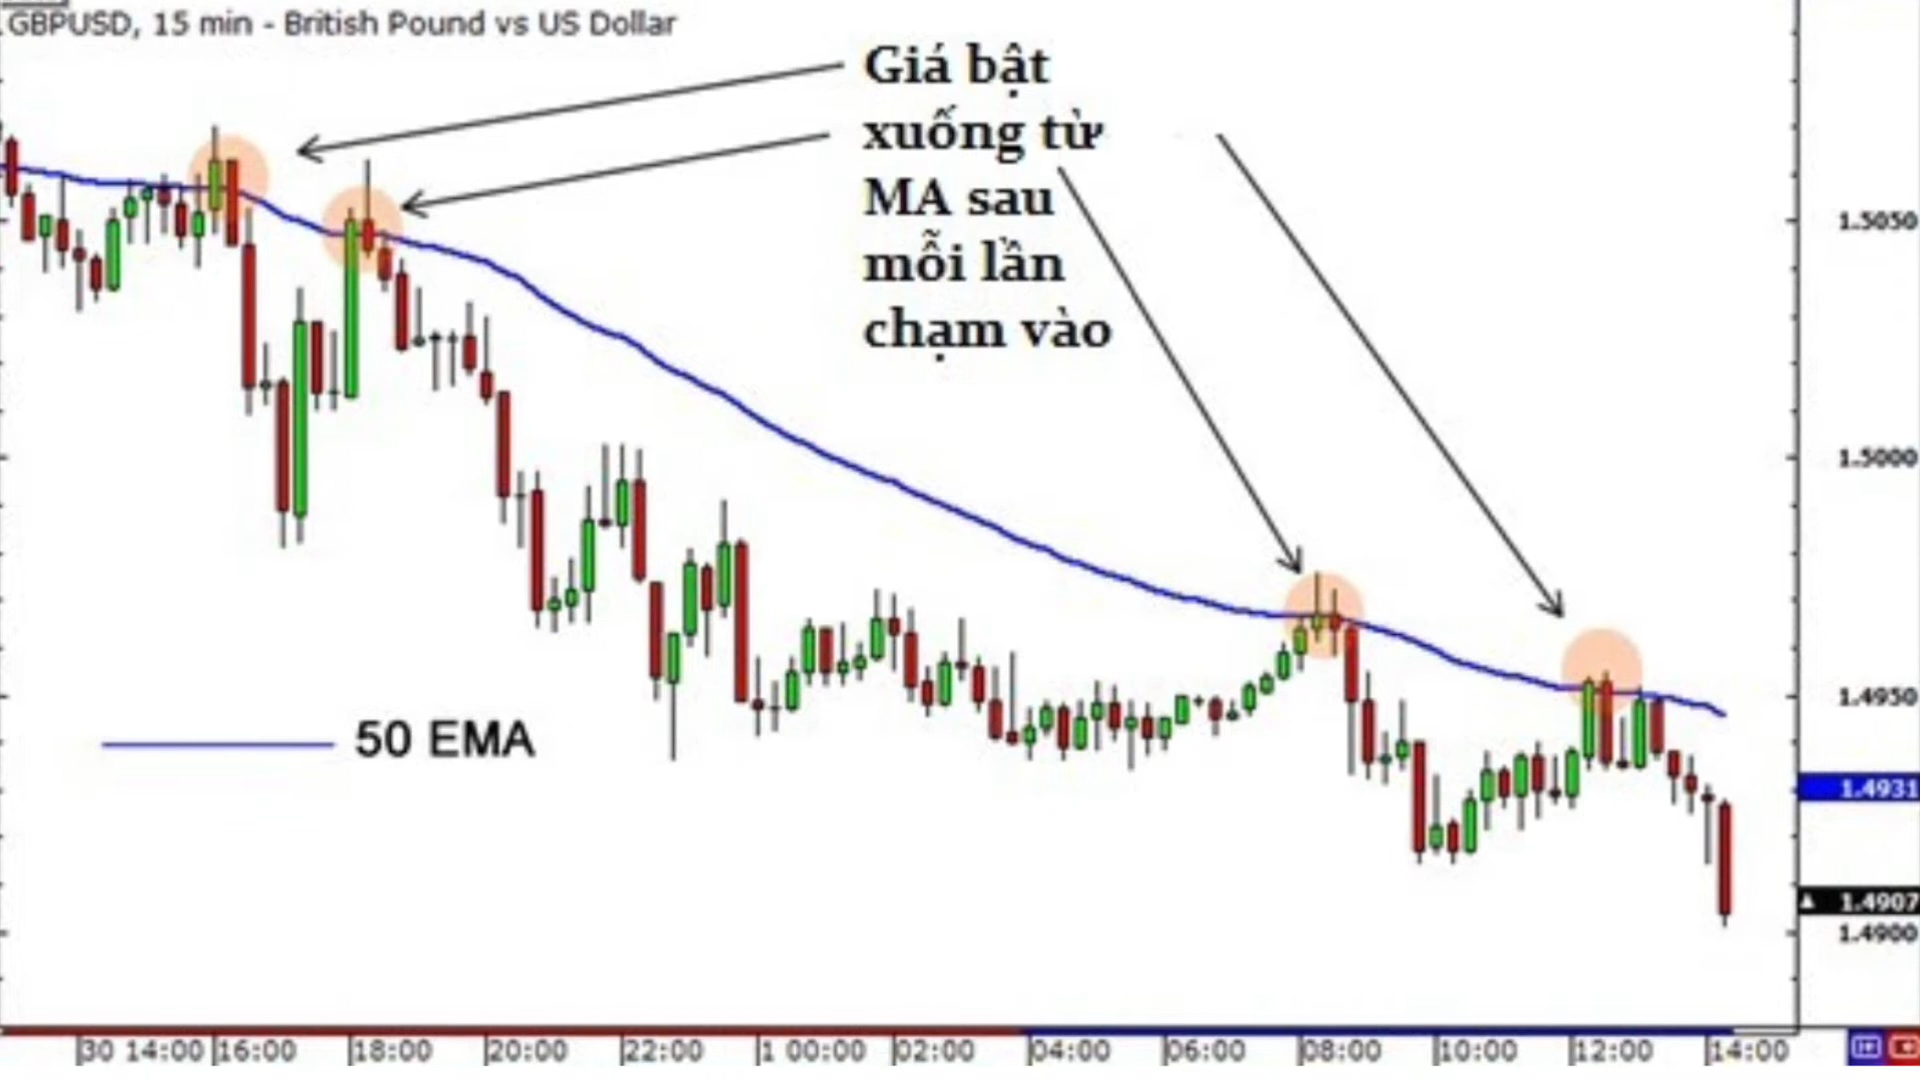 GBPUSD, 15 min - British Pound vs US Dollar
Giá bật
xuống từ
MA sau
mỗi lần
chạm vào
50 EMA
1.5050
1.5000
1.4950
1.4931
1.4907
1.4900
30 14:00 16:00 18:00 20:00 22:00 1 00:00 02:00 04:00 06:00 08:00 10:00 12:00 14:00